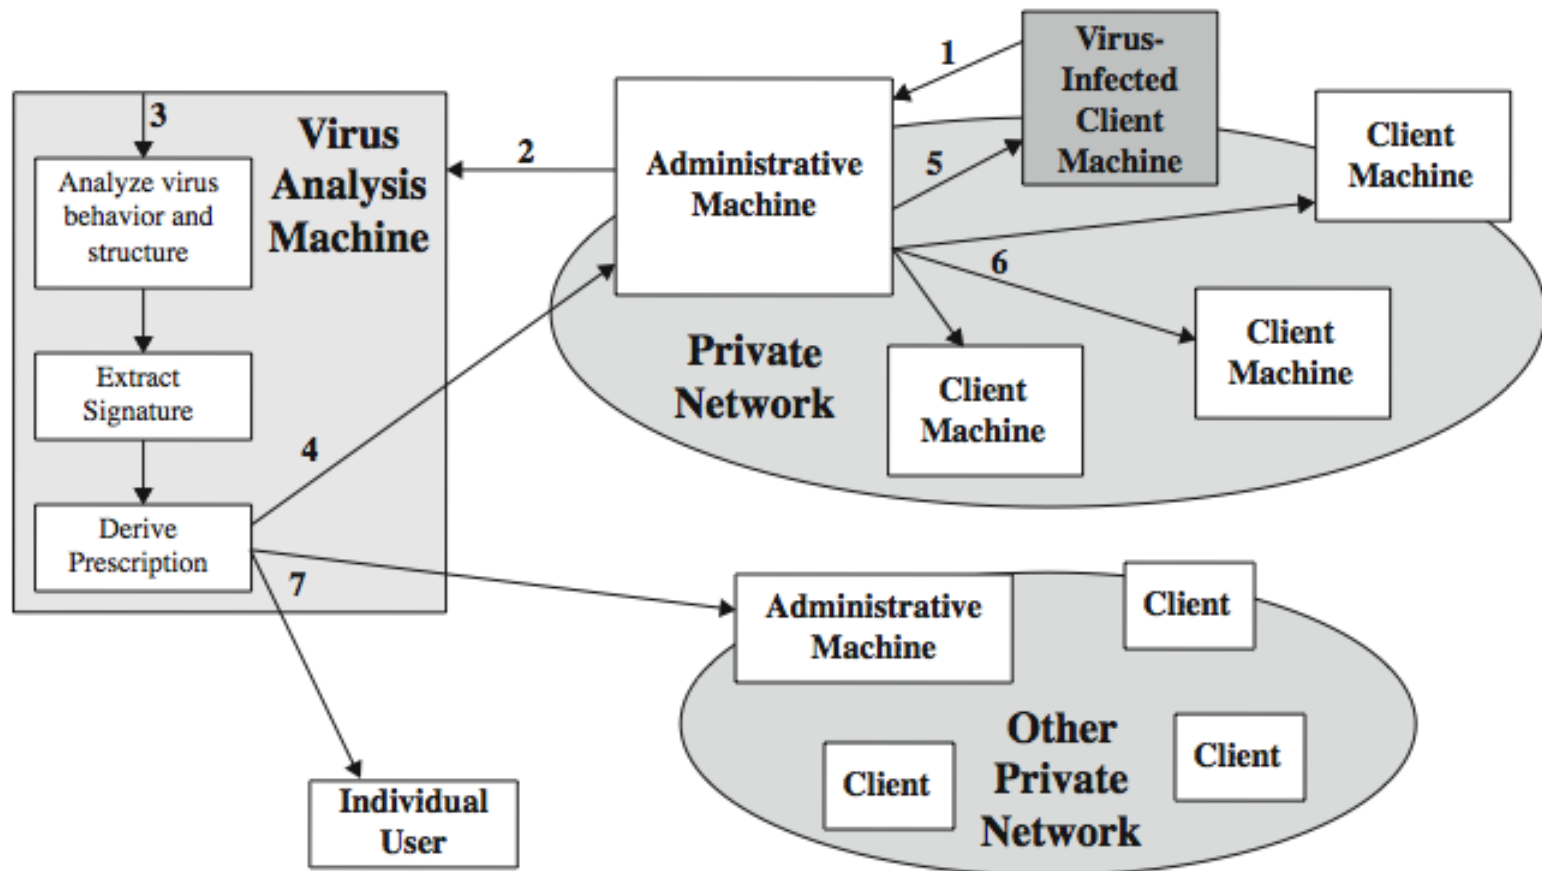 3
Virus
Analysis
Machine
Analyze virus
behavior and
structure
Extract
Signature
Derive
Prescription
2
4
7
Administrative
Machine
1
5
6
Virus-
Infected
Client
Machine
Client
Machine
Client
Machine
Client
Machine
Private
Network
Individual
User
Administrative
Machine
Client
Client
Client
Other
Private
Network